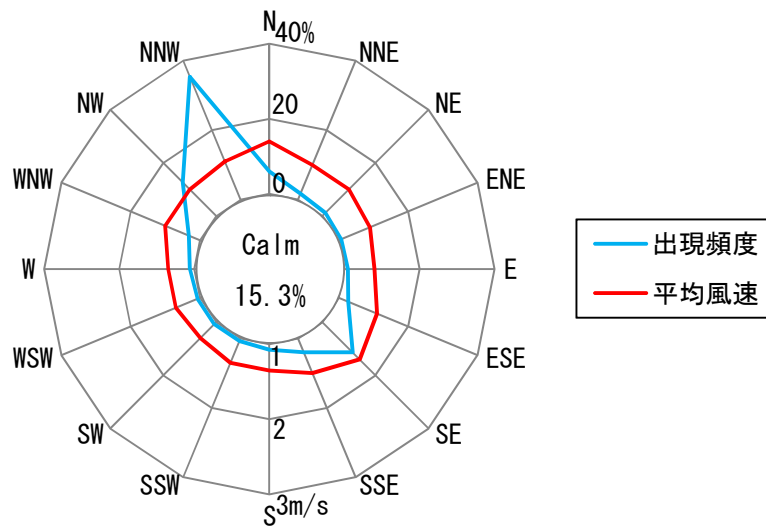 N
40%
NNW
NNE
NW
20
NE
WNW
0
ENE
Calm
15.3%
W
E
出現頻度
平均風速
WSW
1
ESE
SW
2
SE
SSW
SSE
S
3m/s